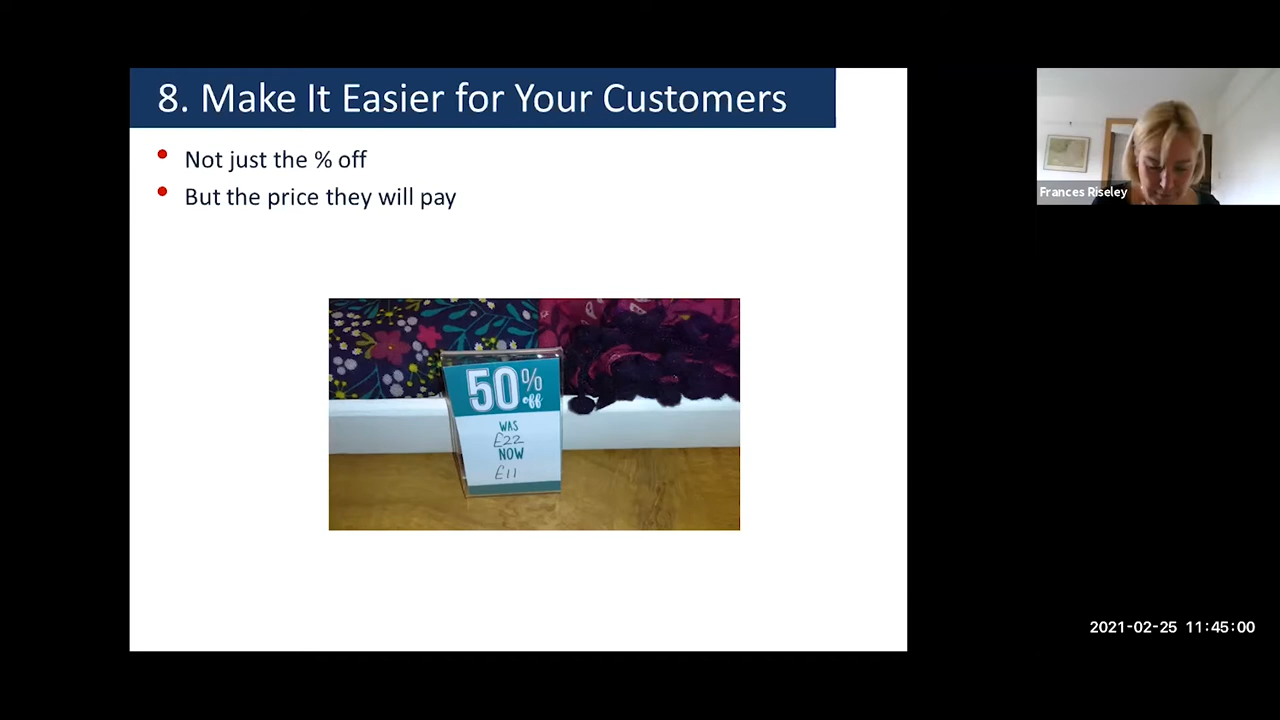 8. Make It Easier for Your Customers
Not just the % off
But the price they will pay
50% off
WAS
£22
NOW
£11
Frances Riseley
2021-02-25 11:45:00